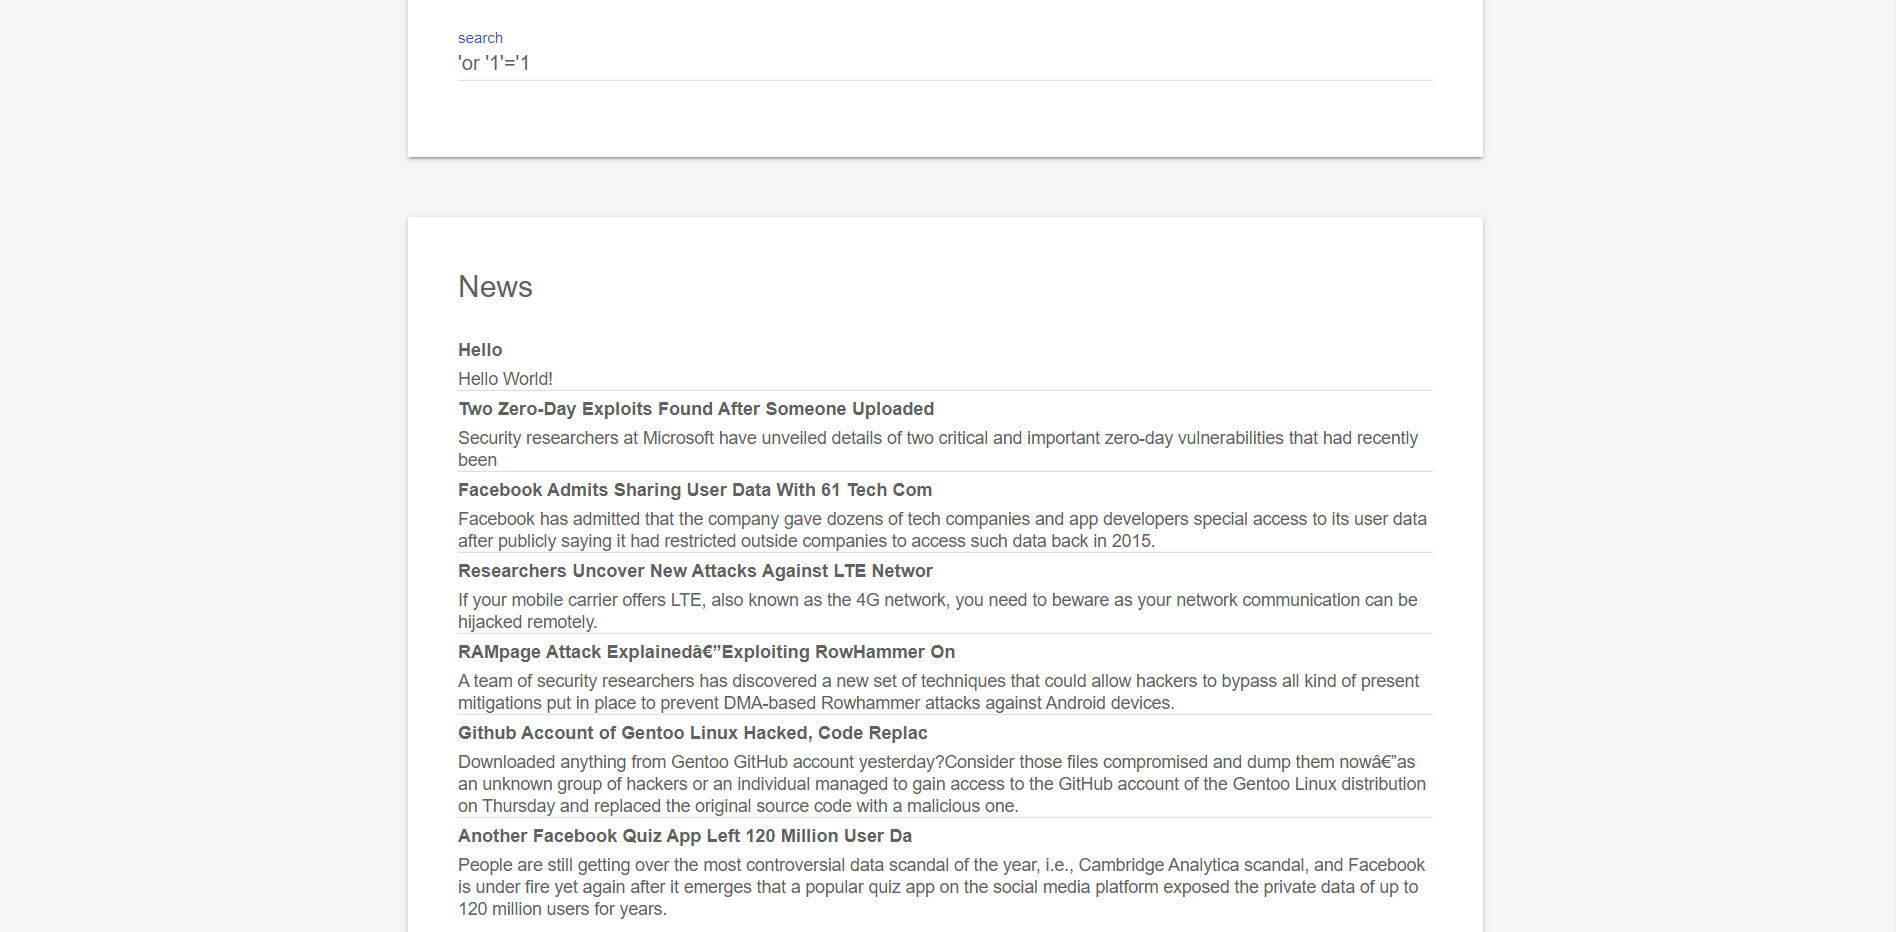 search
'or '1'='1
News
Hello
Hello World!
Two Zero-Day Exploits Found After Someone Uploaded
Security researchers at Microsoft have unveiled details of two critical and important zero-day vulnerabilities that had recently
been
Facebook Admits Sharing User Data With 61 Tech Com
Facebook has admitted that the company gave dozens of tech companies and app developers special access to its user data
after publicly saying it had restricted outside companies to access such data back in 2015.
Researchers Uncover New Attacks Against LTE Networ
If your mobile carrier offers LTE, also known as the 4G network, you need to beware as your network communication can be
hijacked remotely.
RAMpage Attack Explainedâ€”Exploiting RowHammer On
A team of security researchers has discovered a new set of techniques that could allow hackers to bypass all kind of present
mitigations put in place to prevent DMA-based Rowhammer attacks against Android devices.
Github Account of Gentoo Linux Hacked, Code Replac
Downloaded anything from Gentoo GitHub account yesterday?Consider those files compromised and dump them nowâ€”as
an unknown group of hackers or an individual managed to gain access to the GitHub account of the Gentoo Linux distribution
on Thursday and replaced the original source code with a malicious one.
Another Facebook Quiz App Left 120 Million User Da
People are still getting over the most controversial data scandal of the year, i.e., Cambridge Analytica scandal, and Facebook
is under fire yet again after it emerges that a popular quiz app on the social media platform exposed the private data of up to
120 million users for years.